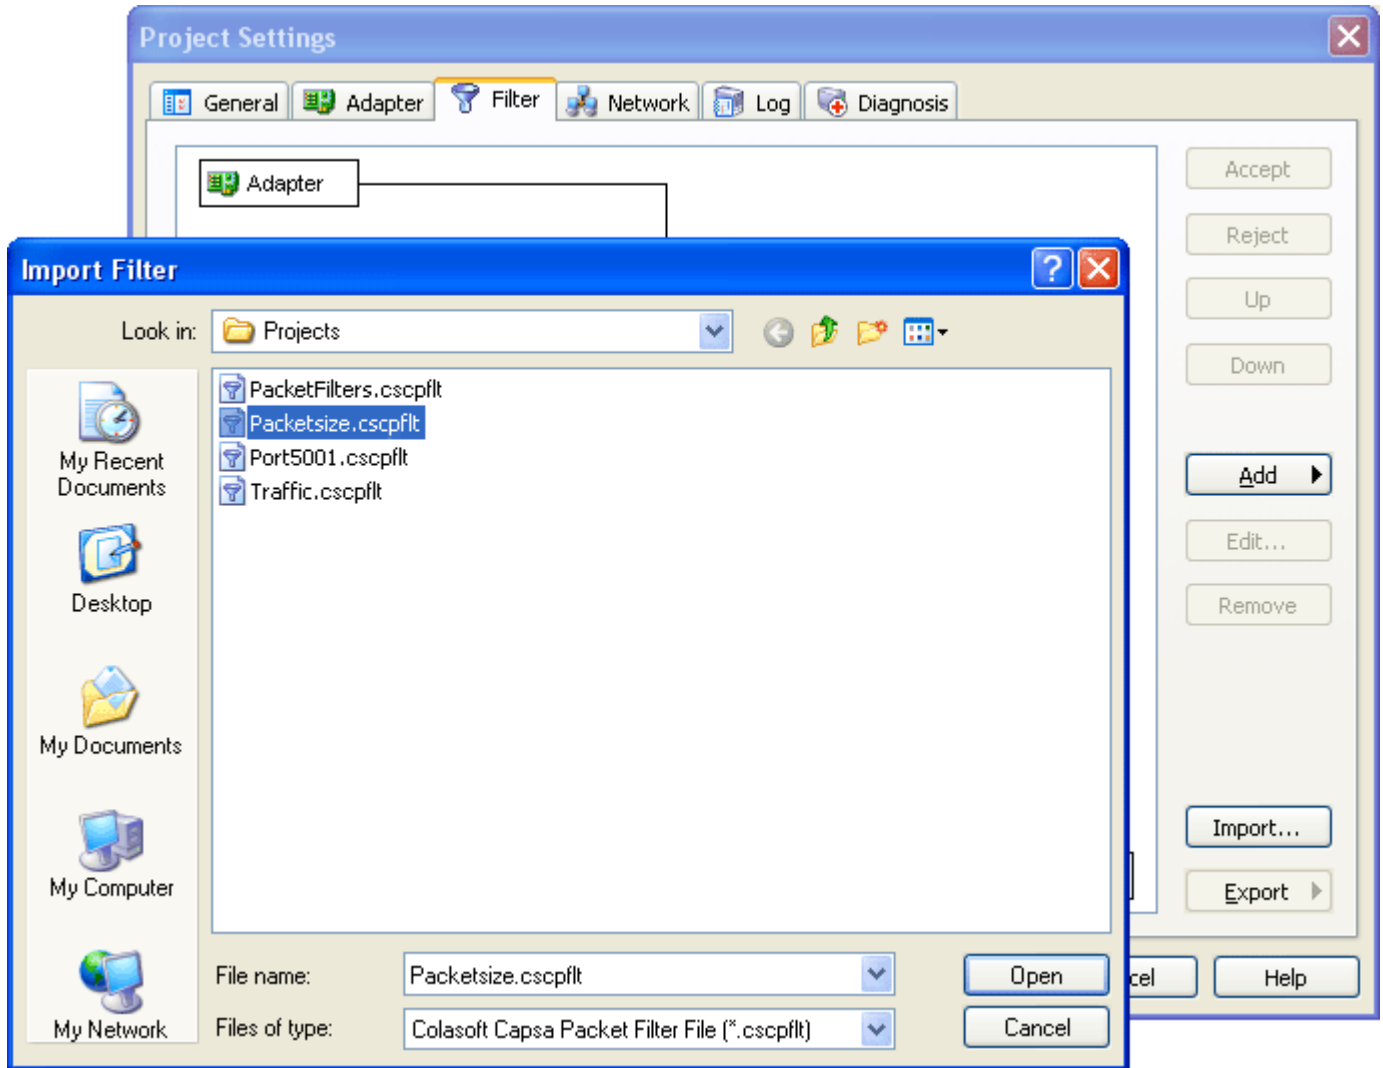 Project Settings
General Adapter Filter Network Log Diagnosis
Adapter
Accept
Reject
Up
Down
Add
Edit...
Remove
Import...
Export
Help
Import Filter
Look in: Projects
PacketFilters.cscpflt
Packetsize.cscpflt
Port5001.cscpflt
Traffic.cscpflt
My Recent
Documents
Desktop
My Documents
My Computer
My Network
File name: Packetsize.cscpflt Open
Files of type: Colasoft Capsa Packet Filter File (*.cscpflt) Cancel